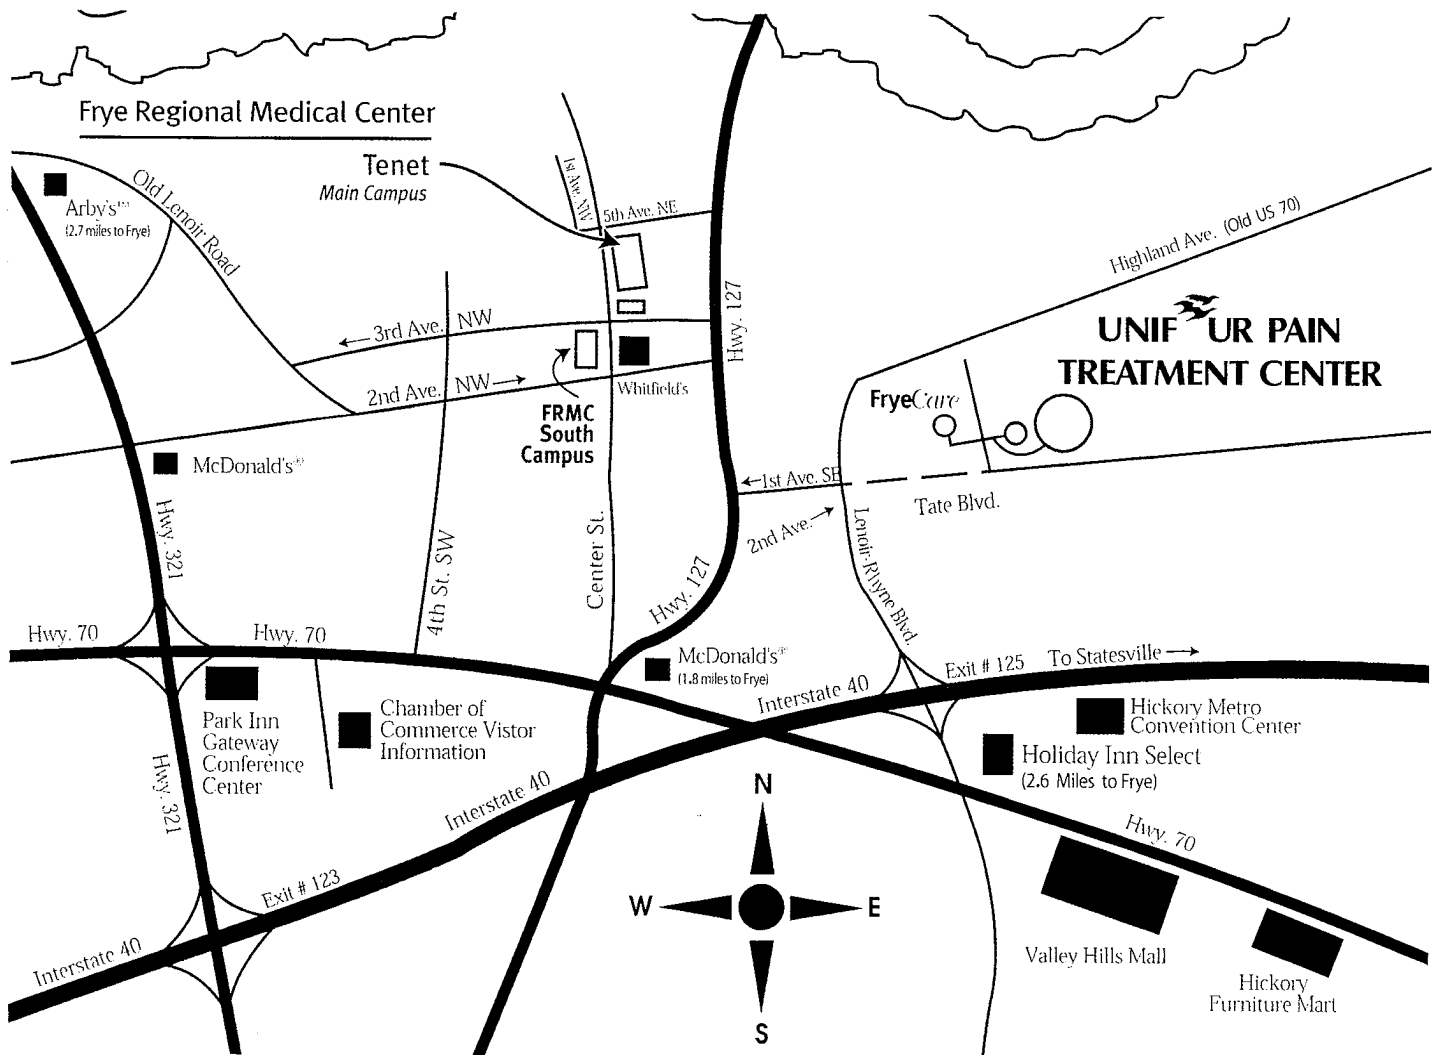 Frye Regional Medical Center
Tenet
Main Campus
1st Ave. NW
5th Ave. NE
Arby's™
(2.7 miles to Frye)
Old Lenoir Road
Highland Ave. (Old US 70)
Hwy. 127
← 3rd Ave. NW
2nd Ave. NW →
Whitfield's
UNIF UR PAIN
TREATMENT CENTER
FryeCare
FRMC
South
Campus
McDonald's®
←1st Ave. SE
Tate Blvd.
2nd Ave. →
Hwy. 321
4th St. SW
Center St.
Hwy. 127
Lenoir-Rhyne Blvd.
Hwy. 70
Hwy. 70
McDonald's®
(1.8 miles to Frye)
Interstate 40
Exit # 125
To Statesville →
Park Inn
Gateway
Conference
Center
Chamber of
Commerce Vistor
Information
Hickory Metro
Convention Center
Holiday Inn Select
(2.6 Miles to Frye)
Hwy. 321
Interstate 40
N
W
E
S
Hwy. 70
Exit # 123
Interstate 40
Valley Hills Mall
Hickory
Furniture Mart